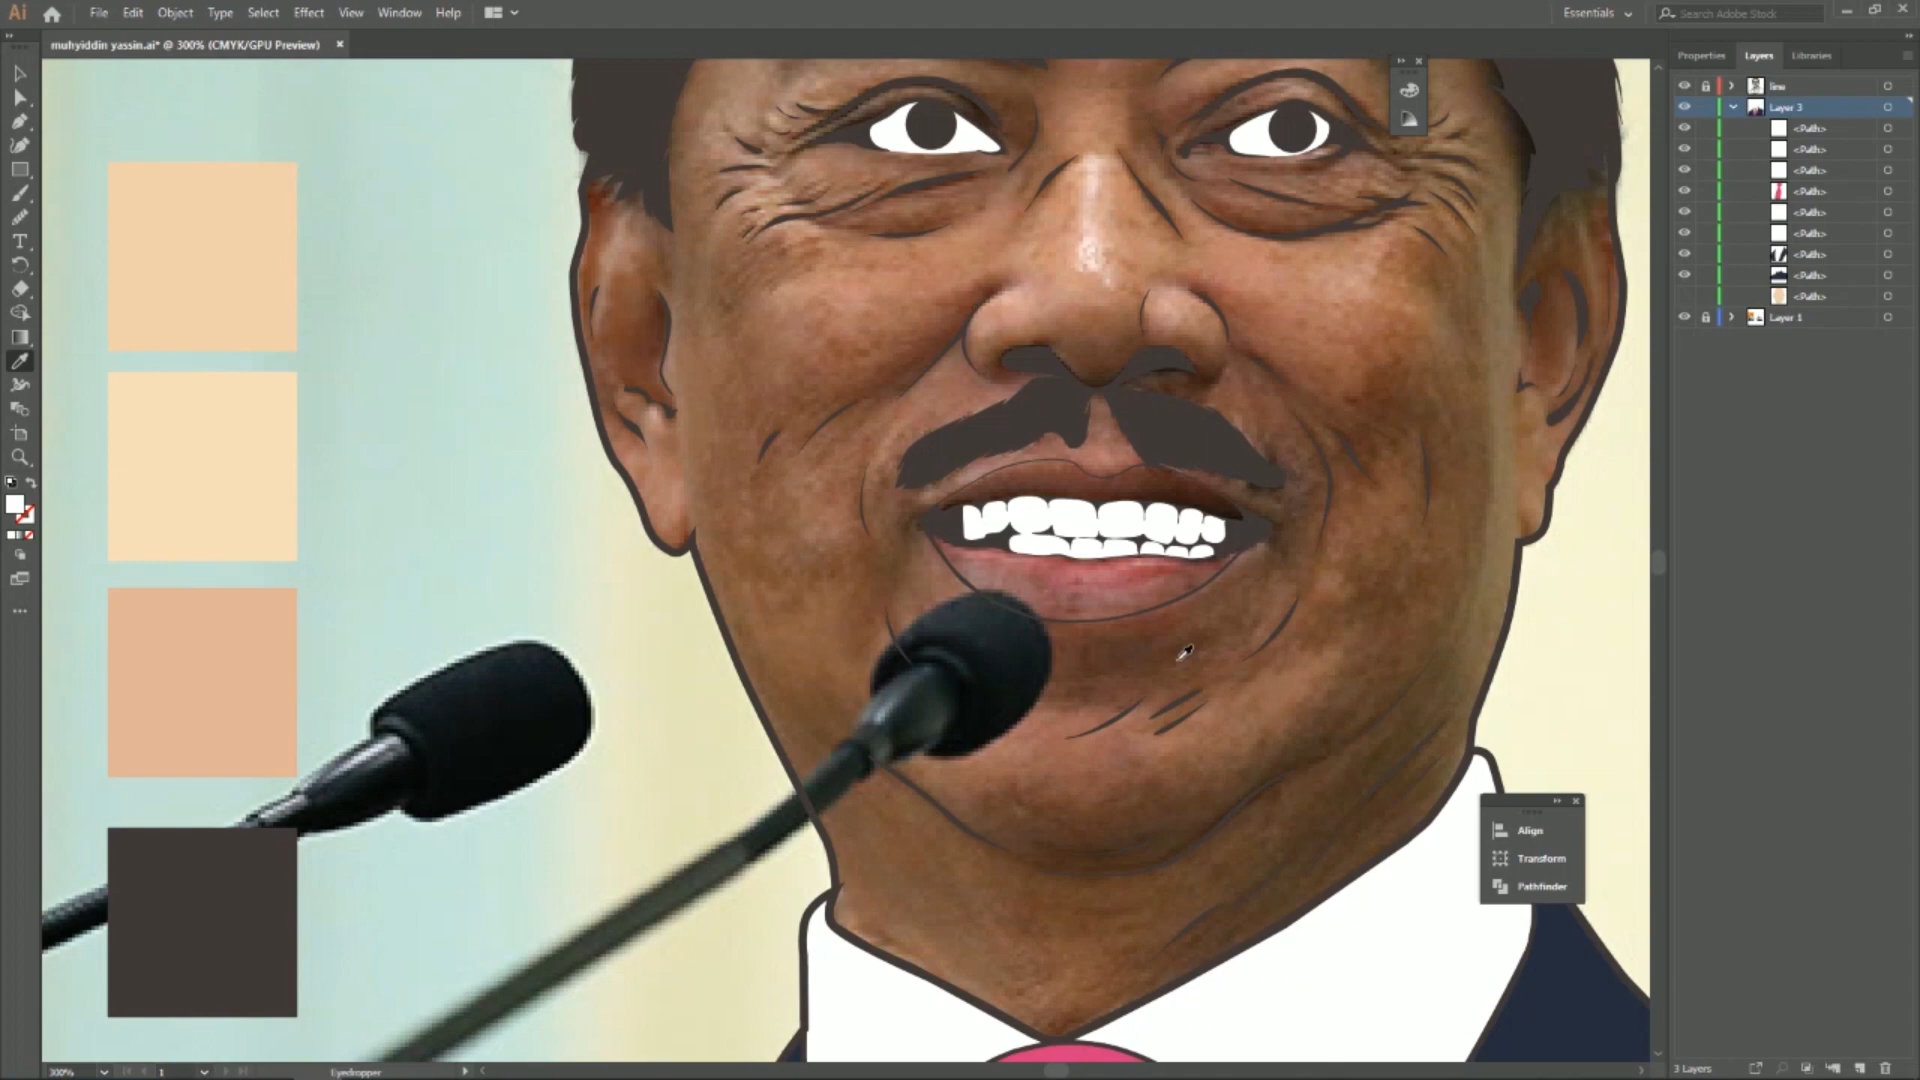 Ai File Edit Object Type Select Effect View Window Help Essentials Search Adobe Stock
muhyiddin yassin.ai* @ 300% (CMYK/GPU Preview)
Properties Layers Libraries
line
Layer 3
<Path>
<Path>
<Path>
<Path>
<Path>
<Path>
<Path>
<Path>
<Path>
Layer 1
Align
Transform
Pathfinder
300% 1 Eyedropper 3 Layers